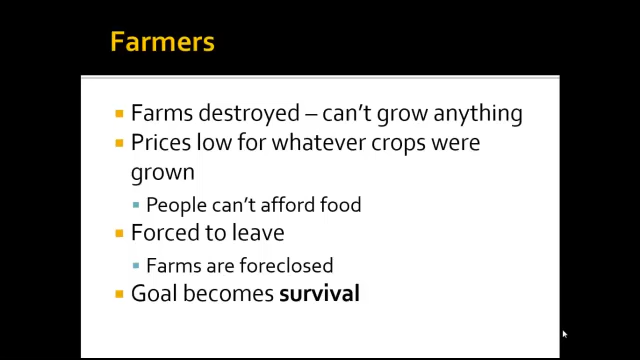 Farmers
Farms destroyed – can't grow anything
Prices low for whatever crops were
grown
People can't afford food
Forced to leave
Farms are foreclosed
Goal becomes survival